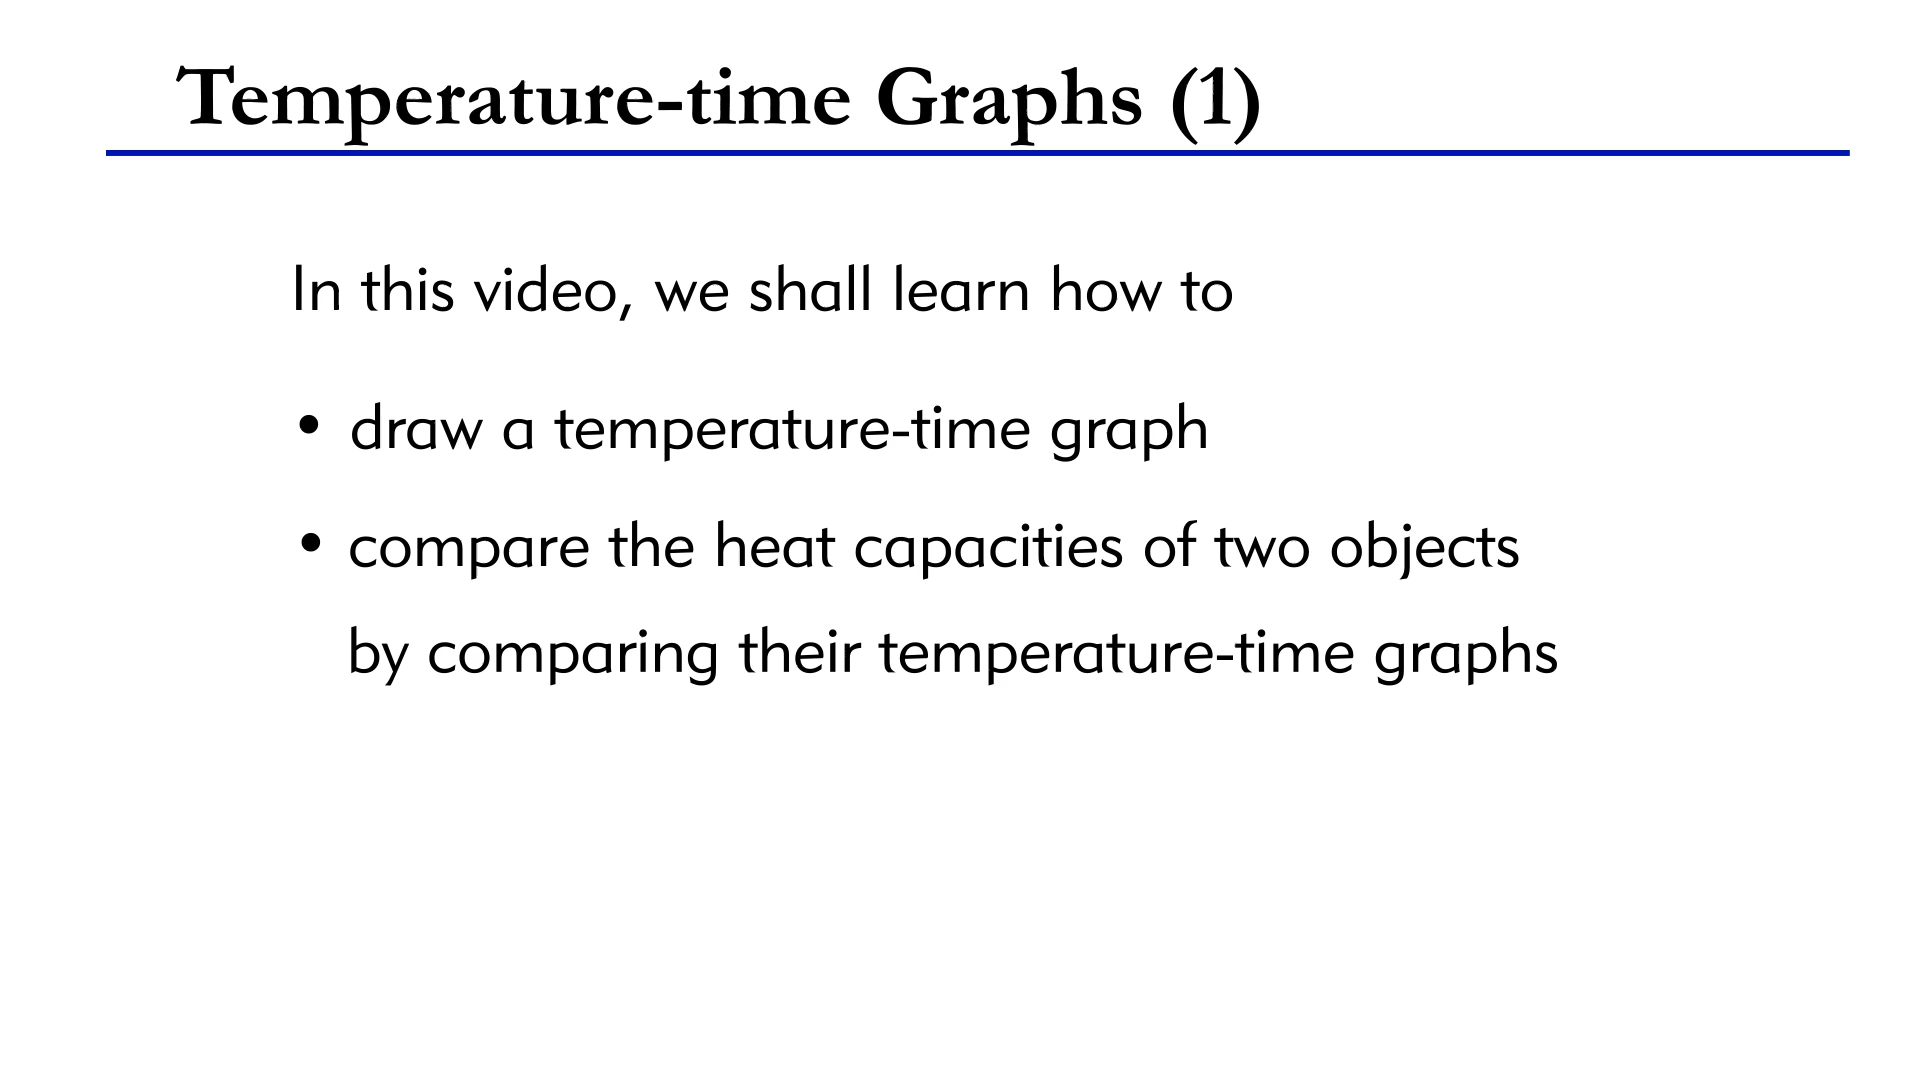 Temperature-time Graphs (1)
In this video, we shall learn how to
• draw a temperature-time graph
• compare the heat capacities of two objects
by comparing their temperature-time graphs